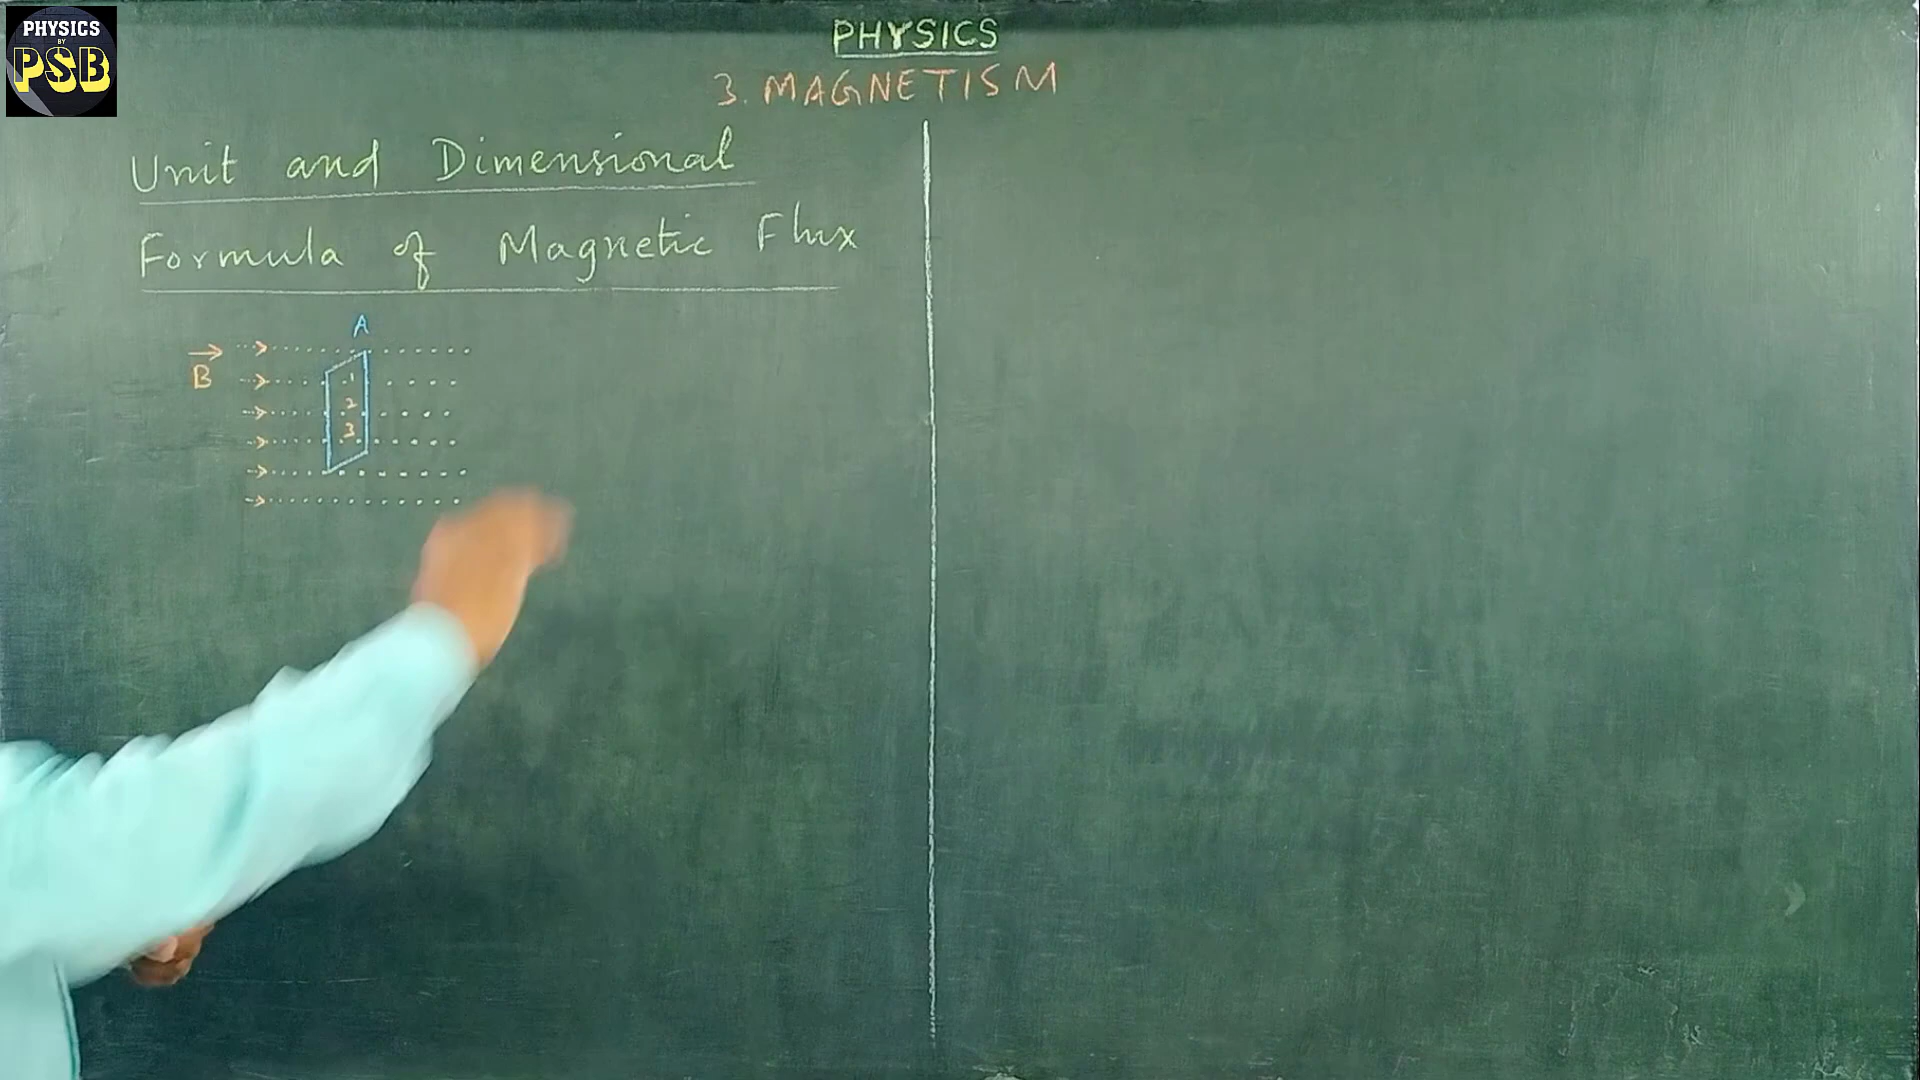 PHYSICS
BY
PSB
PHYSICS
3. MAGNETISM
Unit and Dimensional
Formula of Magnetic Flux
A
B
1
2
3